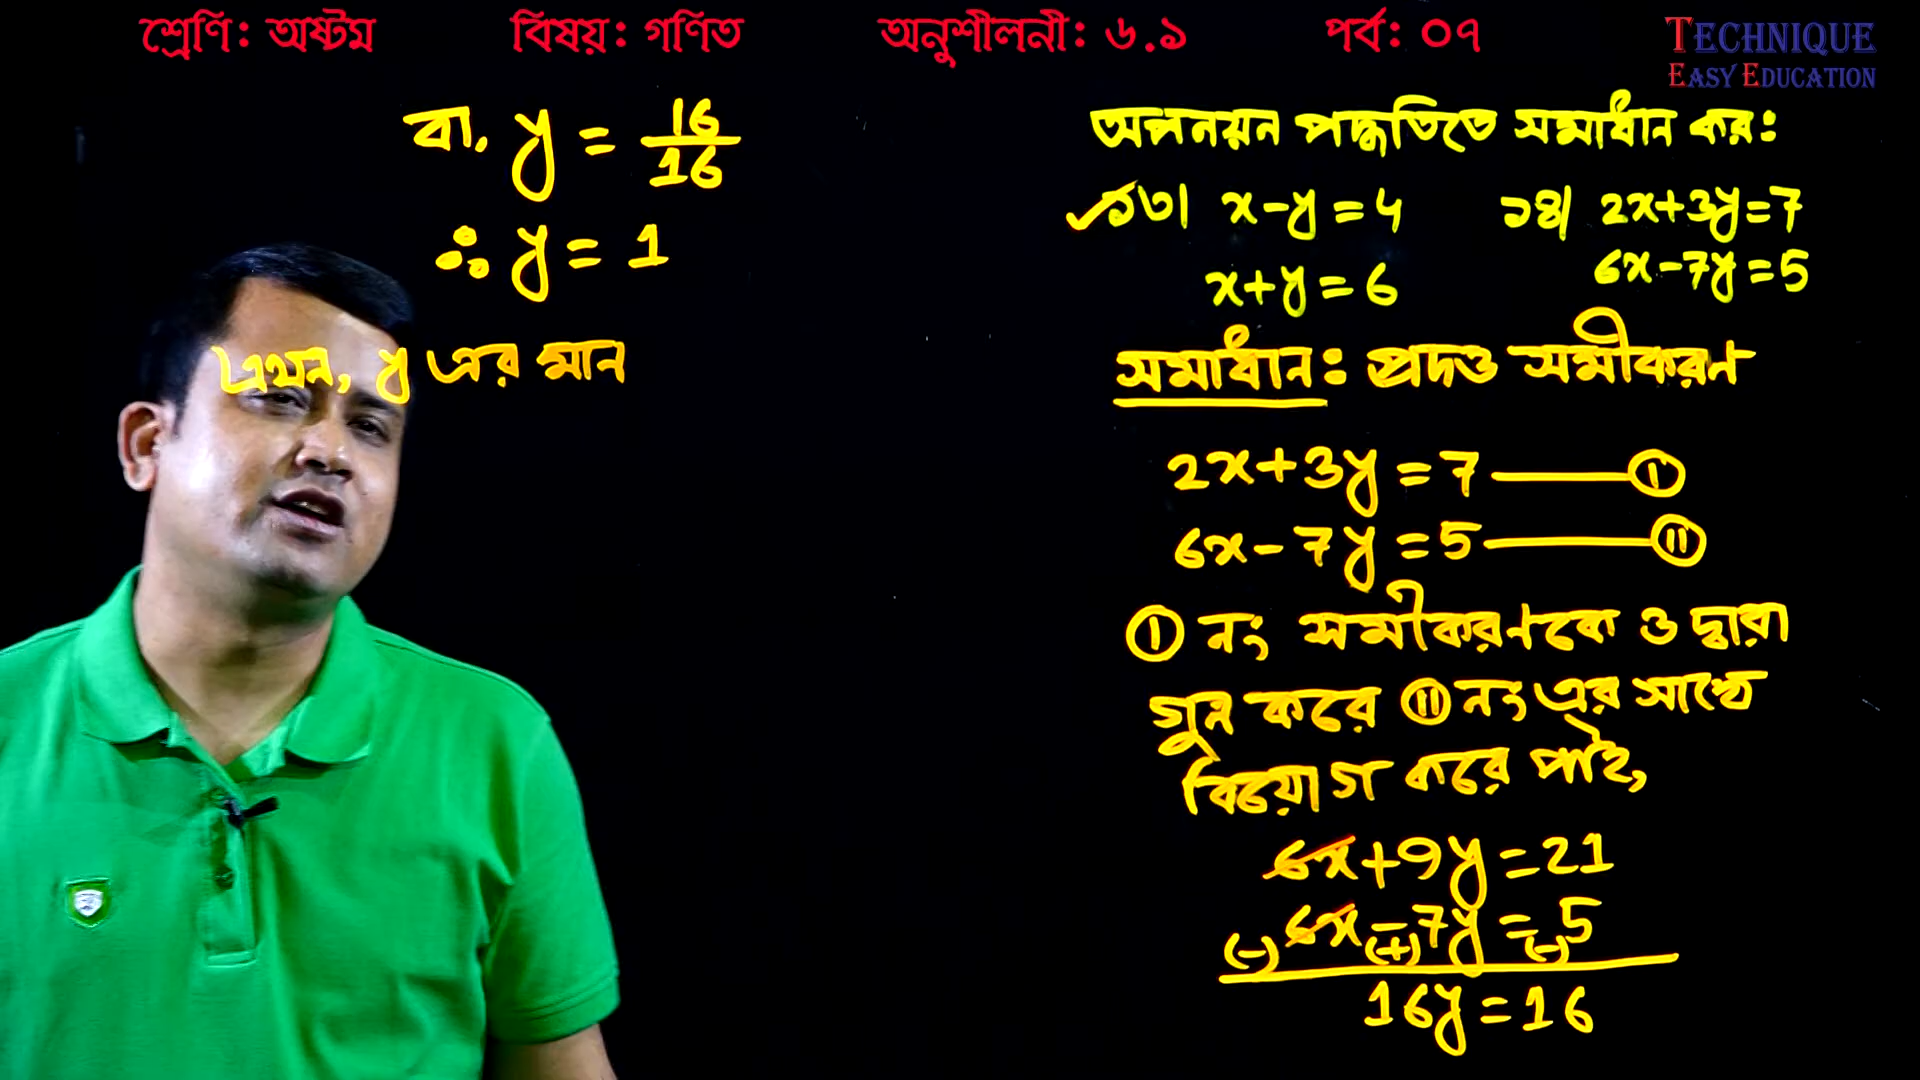 শ্রেণি: অষ্টম বিষয়: গণিত অনুশীলনী: ৬.১ পর্ব: ০৭
TECHNIQUE
EASY EDUCATION
বা, y = 16/16
∴ y = 1
এখন, y এর মান
অপনয়ন পদ্ধতিতে সমাধান কর:
১৩। x-y=4
x+y=6
১৪। 2x+3y=7
6x-7y=5
সমাধান: প্রদত্ত সমীকরণ
2x+3y=7 —— (i)
6x-7y=5 —— (ii)
(i) নং সমীকরণকে ৩ দ্বারা
গুন করে (ii) নং এর সাথে
বিয়োগ করে পাই,
6x+9y=21
6x-7y=5
(-) (+) (-)
16y=16